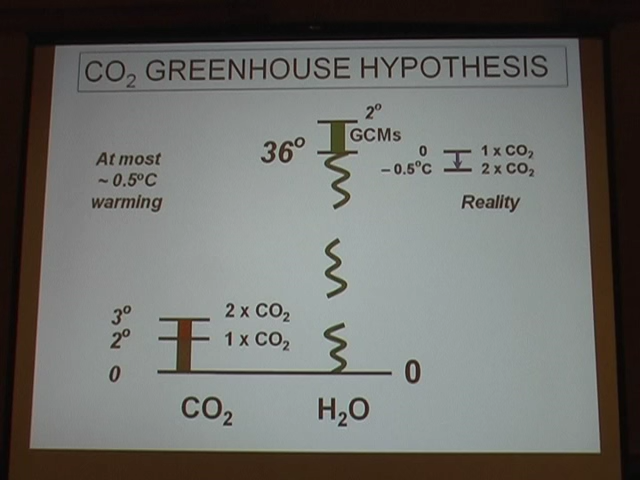 CO₂ GREENHOUSE HYPOTHESIS
At most
~ 0.5°C
warming
2°
GCMs
36°
0
– 0.5°C
1 x CO₂
2 x CO₂
Reality
3°
2 x CO₂
2°
1 x CO₂
0
0
CO₂
H₂O